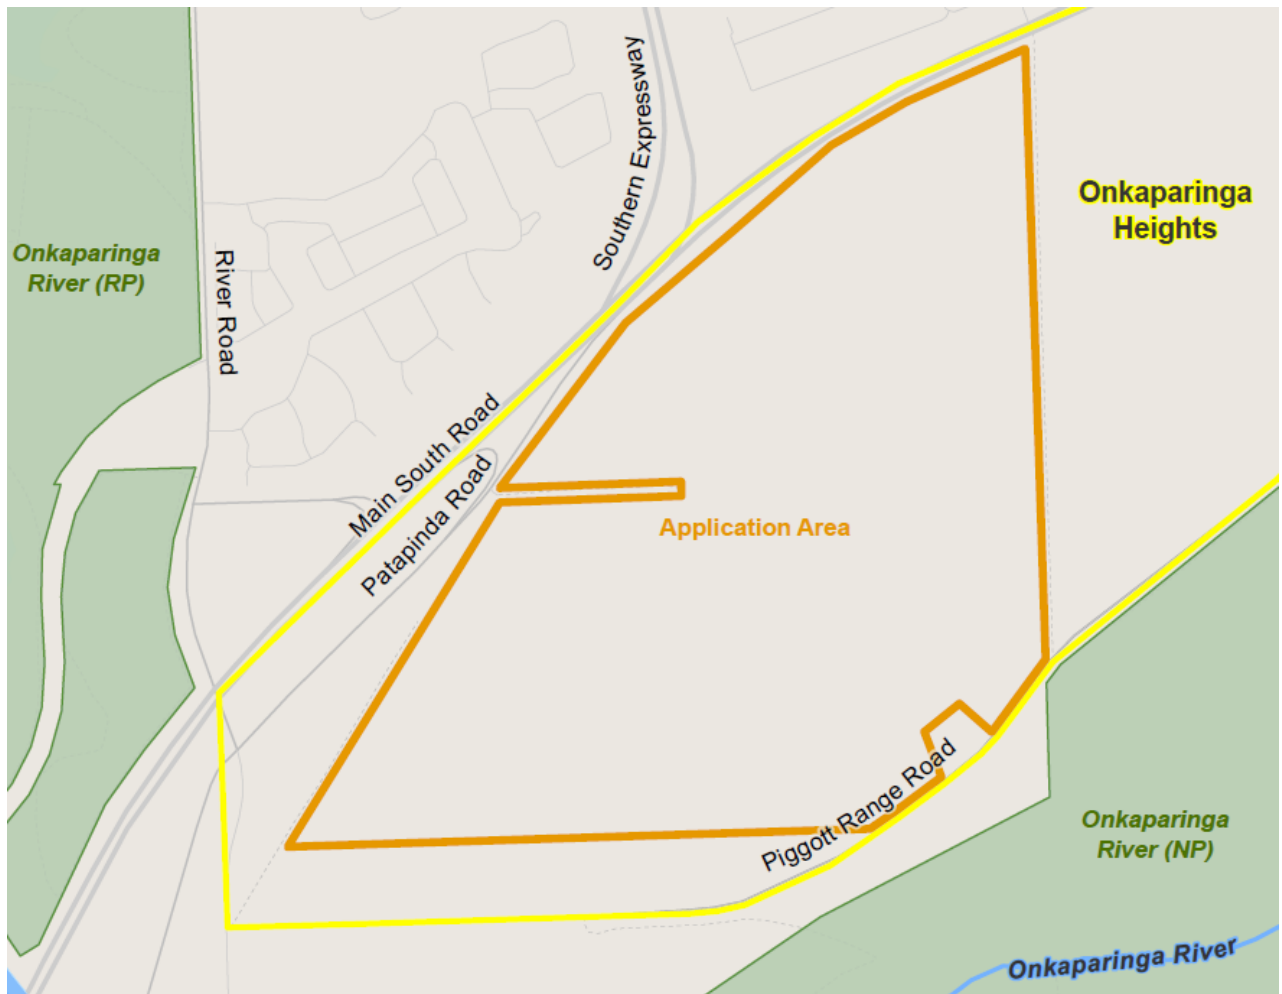 Southern Expressway
Onkaparinga
Heights
Onkaparinga
River (RP)
River Road
Main South Road
Patapinda Road
Application Area
Piggott Range Road
Onkaparinga
River (NP)
Onkaparinga River